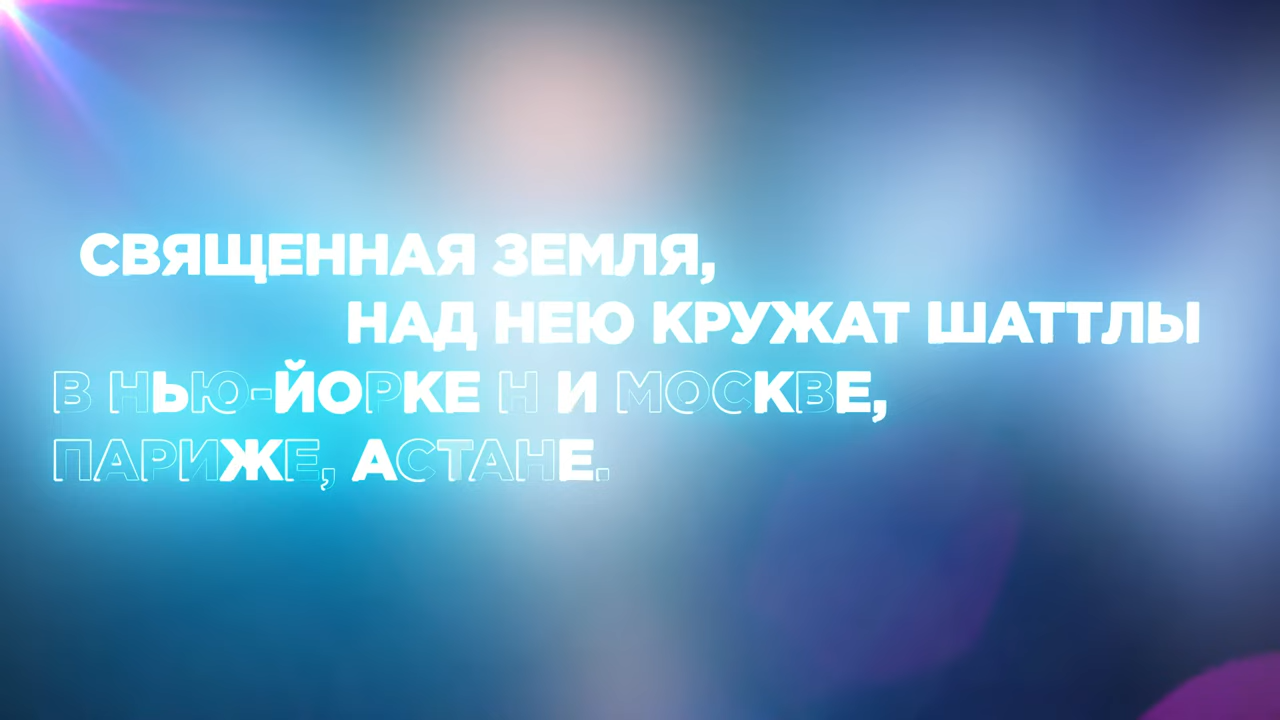 СВЯЩЕННАЯ ЗЕМЛЯ,
НАД НЕЮ КРУЖАТ ШАТТЛЫ
В НЬЮ-ЙОРКЕ Н И МОСКВЕ,
ПАРИЖЕ, АСТАНЕ.